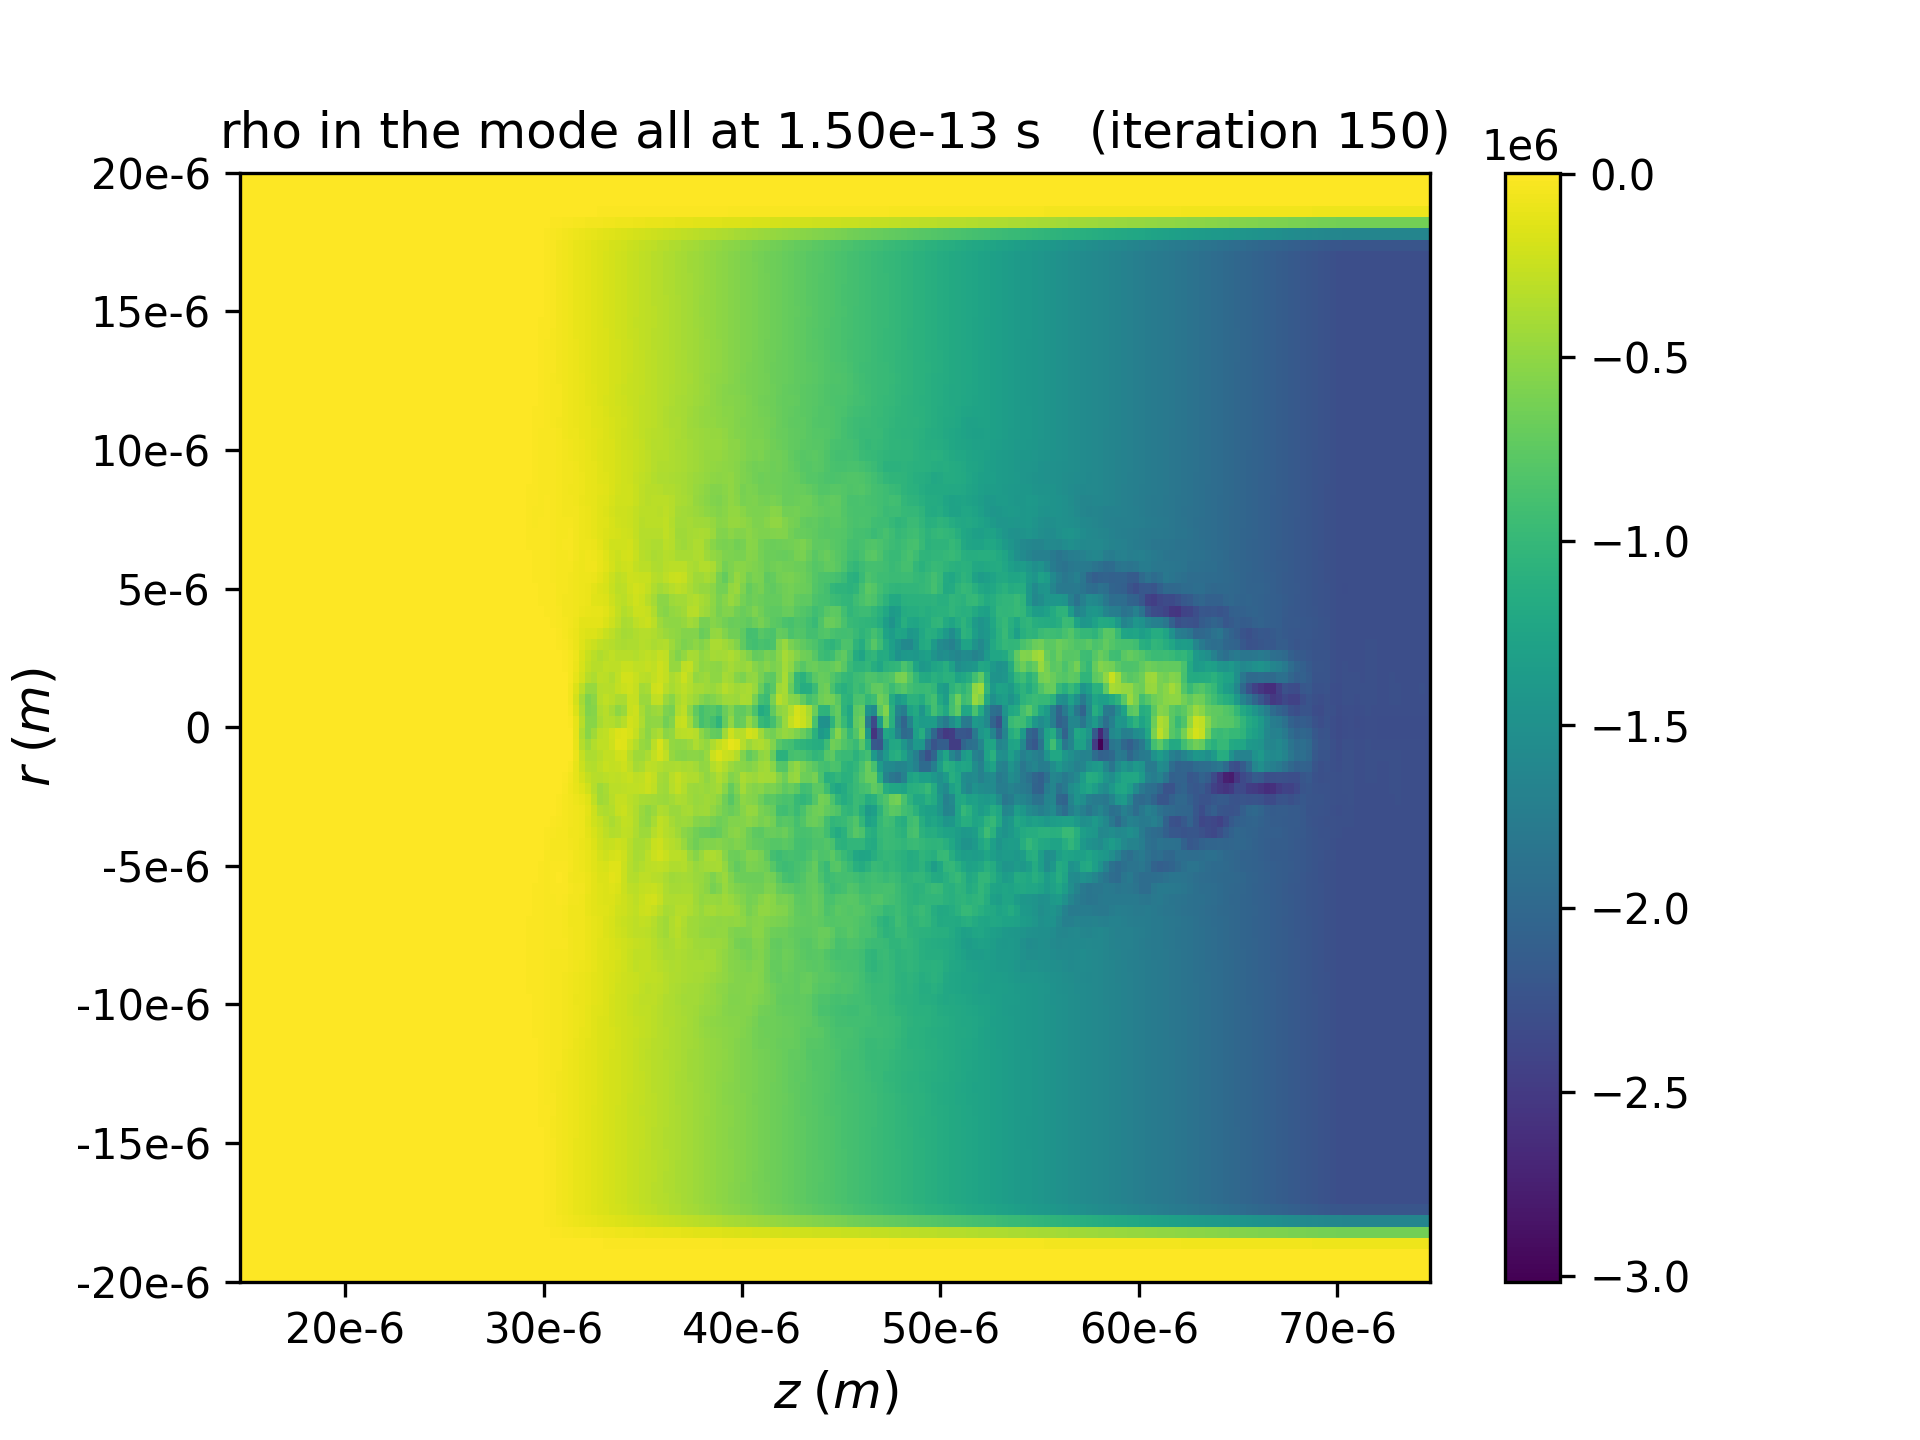 rho in the mode all at 1.50e-13 s   (iteration 150)
1e6
20e-6
15e-6
10e-6
5e-6
0
-5e-6
-10e-6
-15e-6
-20e-6
r (m)
20e-6 30e-6 40e-6 50e-6 60e-6 70e-6
z (m)
0.0
−0.5
−1.0
−1.5
−2.0
−2.5
−3.0